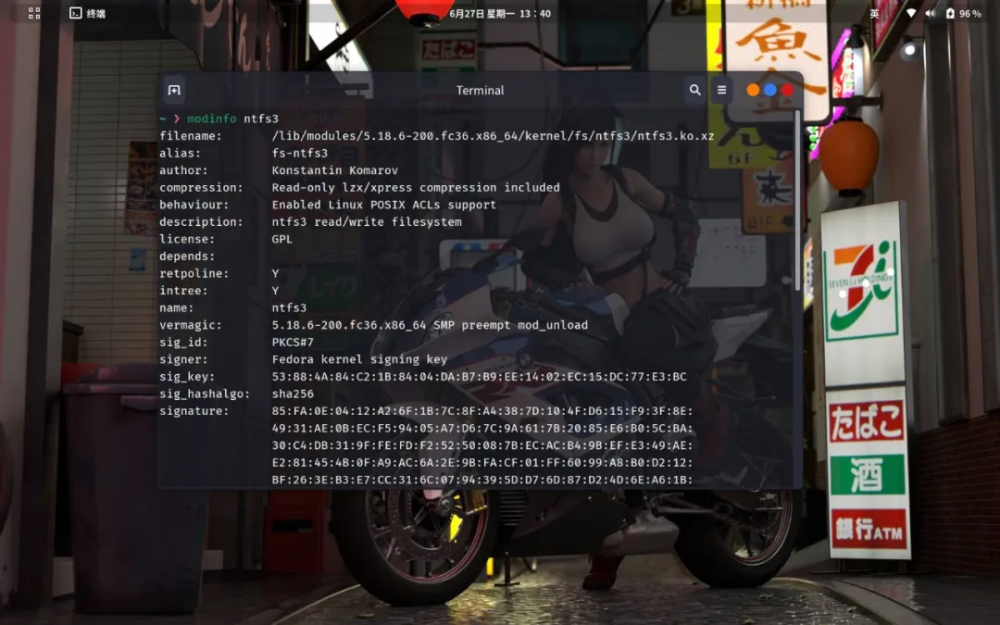 终端
6月27日 星期一 13：40
英
96%
Terminal
~ ❯ modinfo ntfs3
filename: /lib/modules/5.18.6-200.fc36.x86_64/kernel/fs/ntfs3/ntfs3.ko.xz
alias: fs-ntfs3
author: Konstantin Komarov
compression: Read-only lzx/xpress compression included
behaviour: Enabled Linux POSIX ACLs support
description: ntfs3 read/write filesystem
license: GPL
depends:
retpoline: Y
intree: Y
name: ntfs3
vermagic: 5.18.6-200.fc36.x86_64 SMP preempt mod_unload
sig_id: PKCS#7
signer: Fedora kernel signing key
sig_key: 53:88:4A:84:C2:1B:84:04:DA:B7:B9:EE:14:02:EC:15:DC:77:E3:BC
sig_hashalgo: sha256
signature: 85:FA:0E:04:12:A2:6F:1B:7C:8F:A4:38:7D:10:4F:D6:15:F9:3F:8E:
49:31:AE:0B:EC:F5:94:05:A7:D6:7C:9A:61:7B:20:85:E6:B0:5C:BA:
30:C4:DB:31:9F:FE:FD:F2:52:50:08:7B:EC:AC:B4:9B:EF:E3:49:AE:
E2:81:45:4B:0F:A9:AC:6A:2E:9B:FA:CF:01:FF:60:99:A8:B0:D2:12:
BF:26:3E:B3:E7:CC:31:6C:07:94:39:5D:D7:6D:87:D2:4D:6E:A6:1B:
たばこ
魚
金
6F
B1F
SEVEN & i HOLDINGS
たばこ
酒
銀行ATM